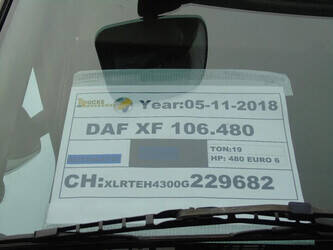 Year:05-11-2018
DAF XF 106.480
TON:19
HP: 480 EURO 6
CH:XLRTEH4300G229682